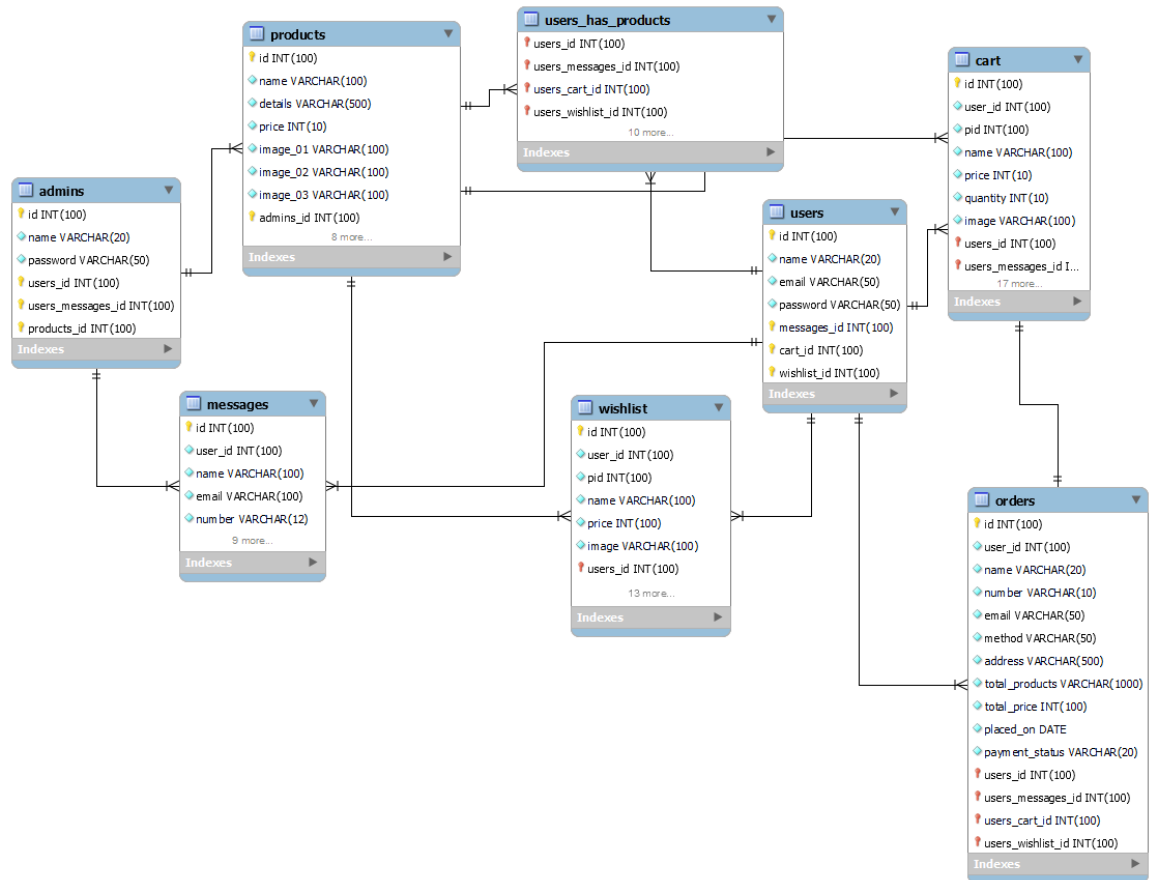 products
id INT(100)
name VARCHAR(100)
details VARCHAR(500)
price INT(10)
image_01 VARCHAR(100)
image_02 VARCHAR(100)
image_03 VARCHAR(100)
admins_id INT(100)
8 more...
Indexes
users_has_products
users_id INT(100)
users_messages_id INT(100)
users_cart_id INT(100)
users_wishlist_id INT(100)
10 more...
Indexes
cart
id INT(100)
user_id INT(100)
pid INT(100)
name VARCHAR(100)
price INT(10)
quantity INT(10)
image VARCHAR(100)
users_id INT(100)
users_messages_id I...
17 more...
Indexes
admins
id INT(100)
name VARCHAR(20)
password VARCHAR(50)
users_id INT(100)
users_messages_id INT(100)
products_id INT(100)
Indexes
users
id INT(100)
name VARCHAR(20)
email VARCHAR(50)
password VARCHAR(50)
messages_id INT(100)
cart_id INT(100)
wishlist_id INT(100)
Indexes
messages
id INT(100)
user_id INT(100)
name VARCHAR(100)
email VARCHAR(100)
number VARCHAR(12)
9 more...
Indexes
wishlist
id INT(100)
user_id INT(100)
pid INT(100)
name VARCHAR(100)
price INT(100)
image VARCHAR(100)
users_id INT(100)
13 more...
Indexes
orders
id INT(100)
user_id INT(100)
name VARCHAR(20)
number VARCHAR(10)
email VARCHAR(50)
method VARCHAR(50)
address VARCHAR(500)
total_products VARCHAR(1000)
total_price INT(100)
placed_on DATE
payment_status VARCHAR(20)
users_id INT(100)
users_messages_id INT(100)
users_cart_id INT(100)
users_wishlist_id INT(100)
Indexes